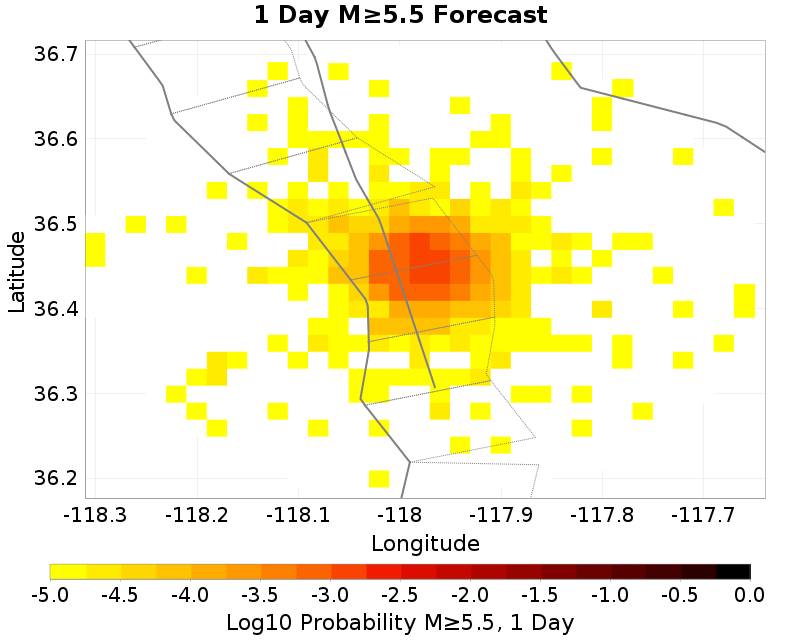 1 Day M≥5.5 Forecast
36.7
36.6
36.5
36.4
36.3
36.2
Latitude
-118.3 -118.2 -118.1 -118 -117.9 -117.8 -117.7
Longitude
-5.0 -4.5 -4.0 -3.5 -3.0 -2.5 -2.0 -1.5 -1.0 -0.5 0.0
Log10 Probability M≥5.5, 1 Day